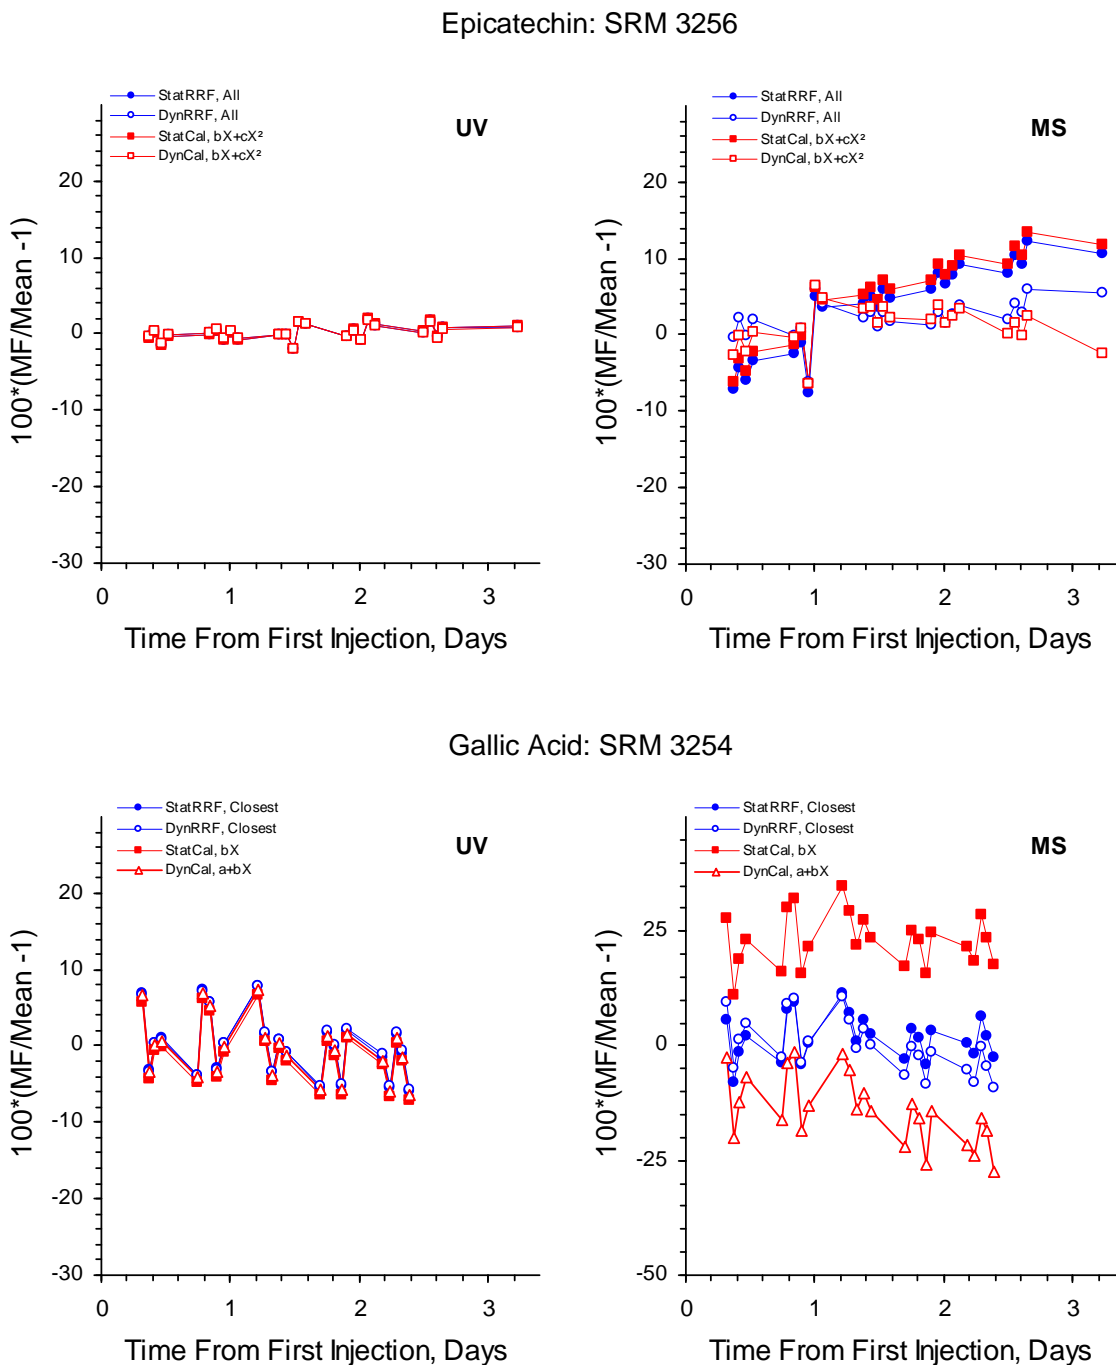 Epicatechin: SRM 3256
StatRRF, All
DynRRF, All
StatCal, bX+cX²
DynCal, bX+cX²
UV
20
10
0
-10
-20
-30
100*(MF/Mean -1)
0 1 2 3
Time From First Injection, Days
StatRRF, All
DynRRF, All
StatCal, bX+cX²
DynCal, bX+cX²
MS
20
10
0
-10
-20
-30
100*(MF/Mean -1)
0 1 2 3
Time From First Injection, Days
Gallic Acid: SRM 3254
StatRRF, Closest
DynRRF, Closest
StatCal, bX
DynCal, a+bX
UV
20
10
0
-10
-20
-30
100*(MF/Mean -1)
0 1 2 3
Time From First Injection, Days
StatRRF, Closest
DynRRF, Closest
StatCal, bX
DynCal, a+bX
MS
25
0
-25
-50
100*(MF/Mean -1)
0 1 2 3
Time From First Injection, Days